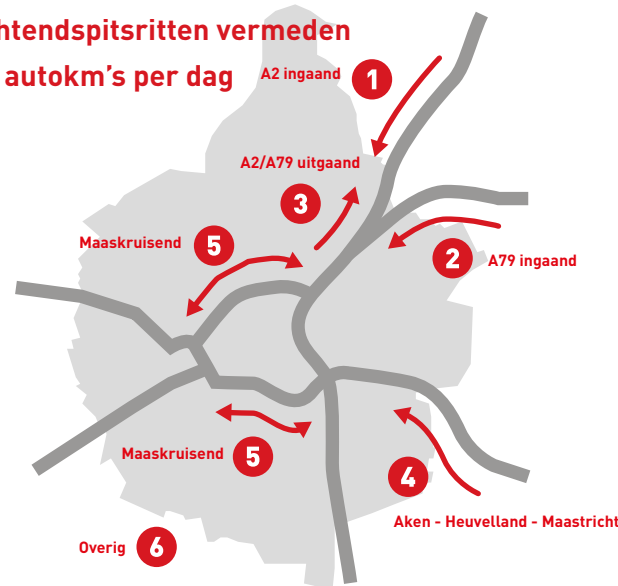 htendspitsritten vermeden
autokm's per dag
A2 ingaand 1
A2/A79 uitgaand
3
Maaskruisend 5
2
A79 ingaand
Maaskruisend 5
4
Aken - Heuvelland - Maastricht
Overig 6